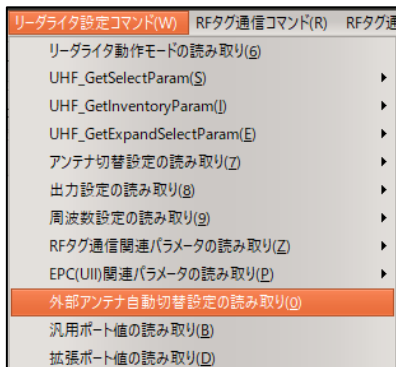 リーダライタ設定コマンド(W) RFタグ通信コマンド(R) RFタグ通
リーダライタ動作モードの読み取り(6)
UHF_GetSelectParam(S)
UHF_GetInventoryParam(I)
UHF_GetExpandSelectParam(E)
アンテナ切替設定の読み取り(7)
出力設定の読み取り(8)
周波数設定の読み取り(9)
RFタグ通信関連パラメータの読み取り(Z)
EPC(UII)関連パラメータの読み取り(P)
外部アンテナ自動切替設定の読み取り(0)
汎用ポート値の読み取り(B)
拡張ポート値の読み取り(D)